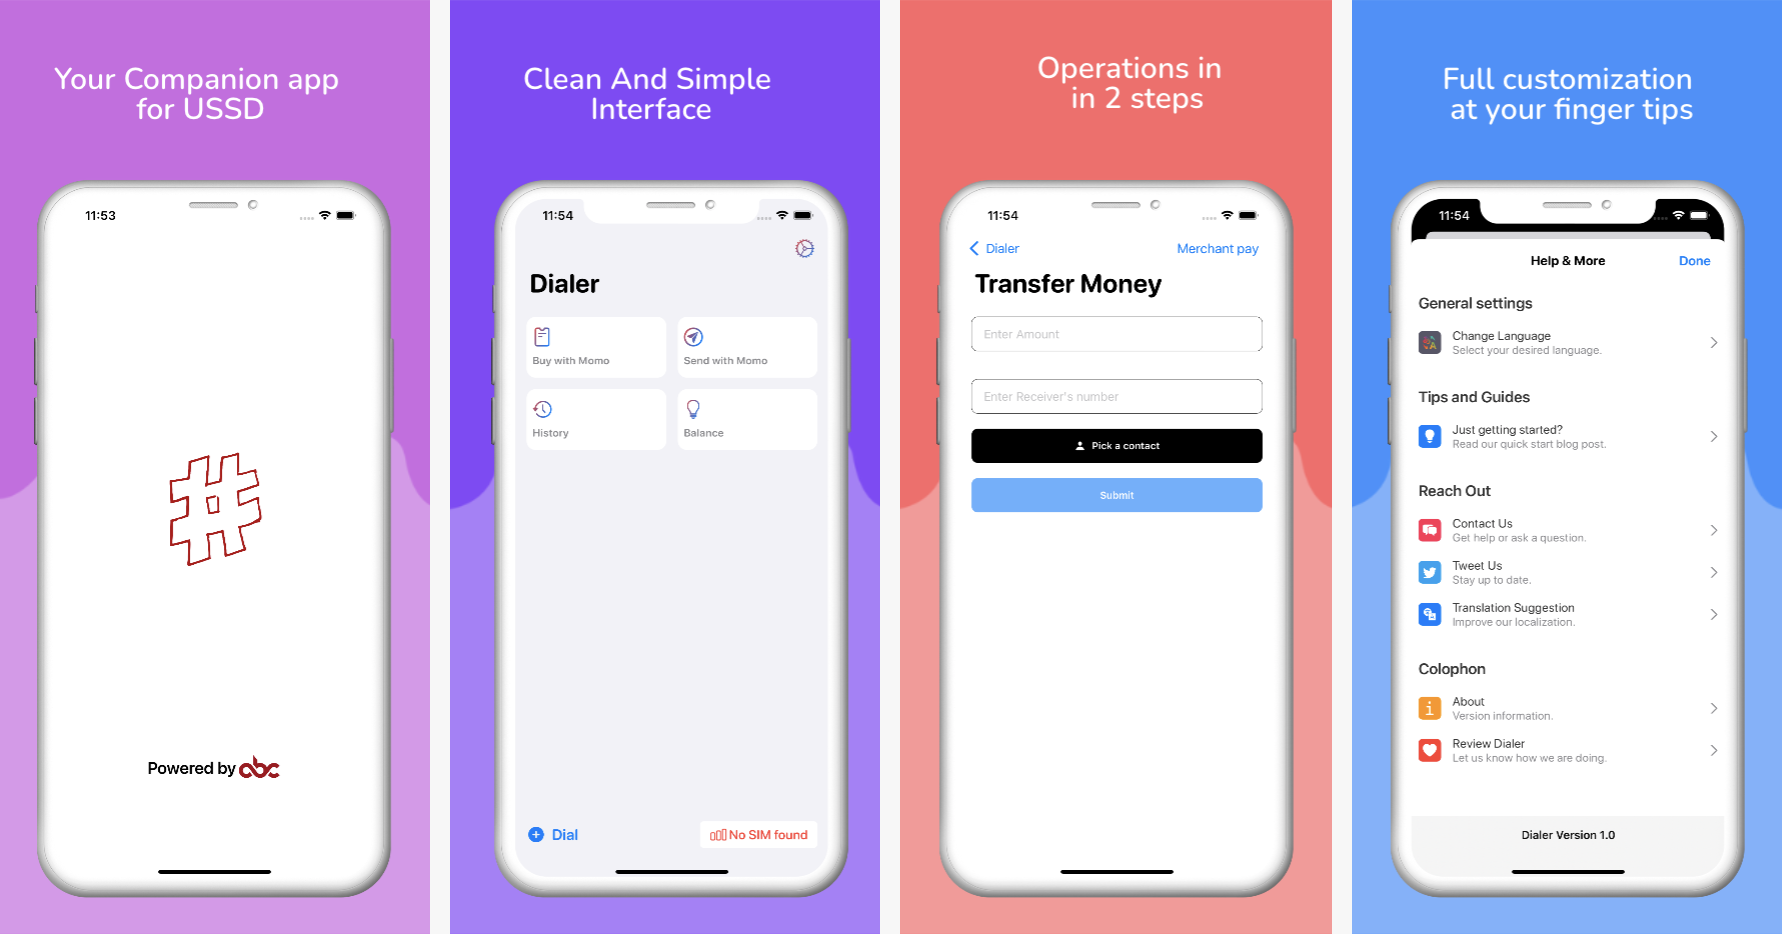 Your Companion app
for USSD
11:53
#
Powered by abc
Clean And Simple
Interface
11:54
Dialer
Buy with Momo
Send with Momo
History
Balance
Dial
No SIM found
Operations in
in 2 steps
11:54
Dialer
Merchant pay
Transfer Money
Enter Amount
Enter Receiver's number
Pick a contact
Submit
Full customization
at your finger tips
11:54
Help & More
Done
General settings
Change Language
Select your desired language.
Tips and Guides
Just getting started?
Read our quick start blog post.
Reach Out
Contact Us
Get help or ask a question.
Tweet Us
Stay up to date.
Translation Suggestion
Improve our localization.
Colophon
About
Version information.
Review Dialer
Let us know how we are doing.
Dialer Version 1.0